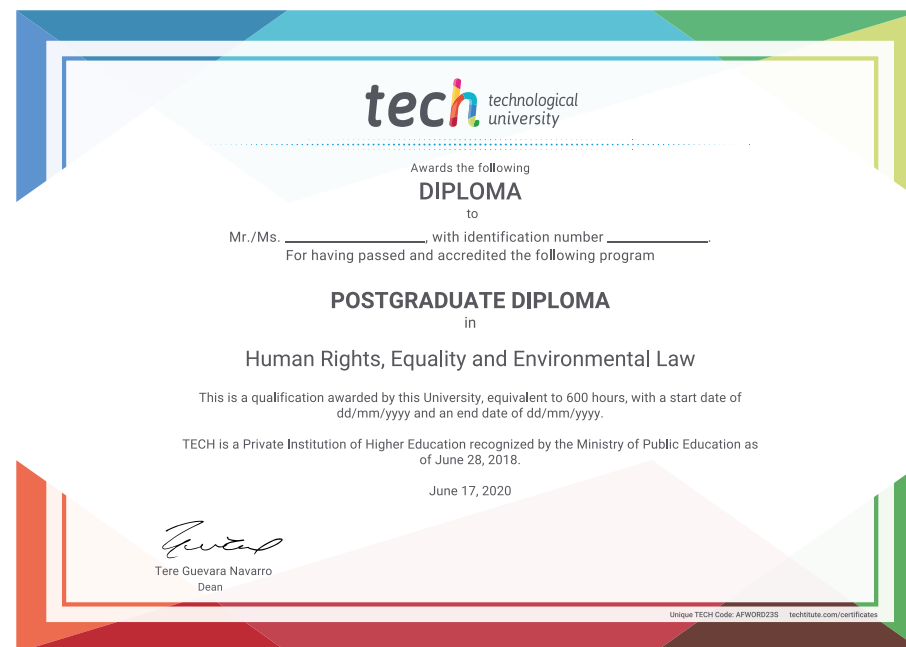 tech technological
university
Awards the following
DIPLOMA
to
Mr./Ms. ____________________, with identification number ______________.
For having passed and accredited the following program
POSTGRADUATE DIPLOMA
in
Human Rights, Equality and Environmental Law
This is a qualification awarded by this University, equivalent to 600 hours, with a start date of
dd/mm/yyyy and an end date of dd/mm/yyyy.
TECH is a Private Institution of Higher Education recognized by the Ministry of Public Education as
of June 28, 2018.
June 17, 2020
Tere Guevara Navarro
Dean
Unique TECH Code: AFWORD23S techtitute.com/certificates